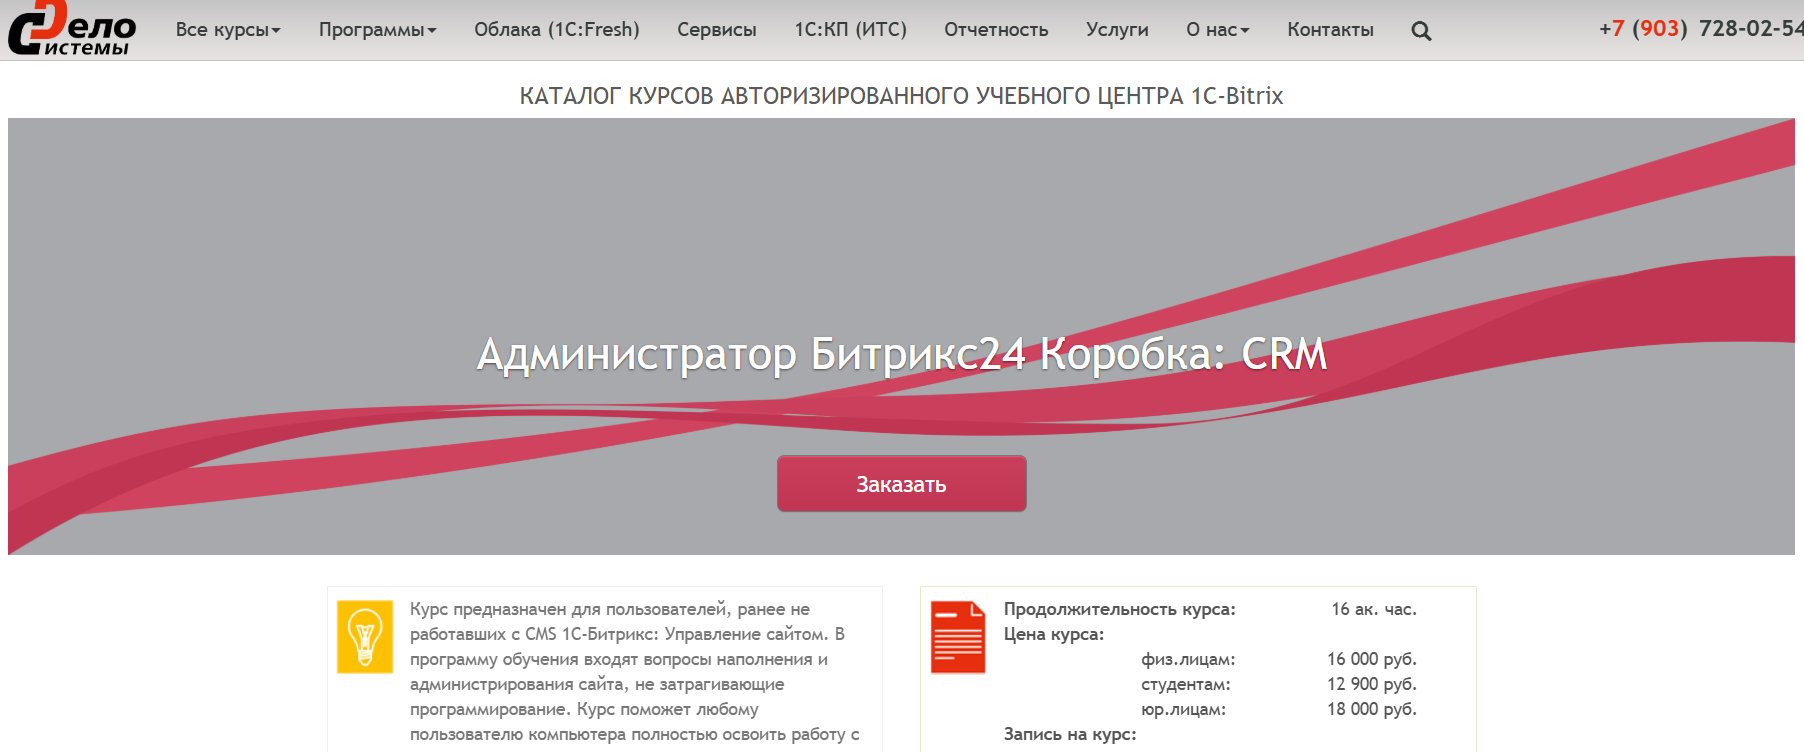 Дело Системы
Все курсы Программы Облака (1С:Fresh) Сервисы 1С:КП (ИТС) Отчетность Услуги О нас Контакты +7 (903) 728-02-54
КАТАЛОГ КУРСОВ АВТОРИЗИРОВАННОГО УЧЕБНОГО ЦЕНТРА 1C-Bitrix
Администратор Битрикс24 Коробка: CRM
Заказать
Курс предназначен для пользователей, ранее не
работавших с CMS 1С-Битрикс: Управление сайтом. В
программу обучения входят вопросы наполнения и
администрирования сайта, не затрагивающие
программирование. Курс поможет любому
пользователю компьютера полностью освоить работу с
Продолжительность курса: 16 ак. час.
Цена курса:
физ.лицам: 16 000 руб.
студентам: 12 900 руб.
юр.лицам: 18 000 руб.
Запись на курс: